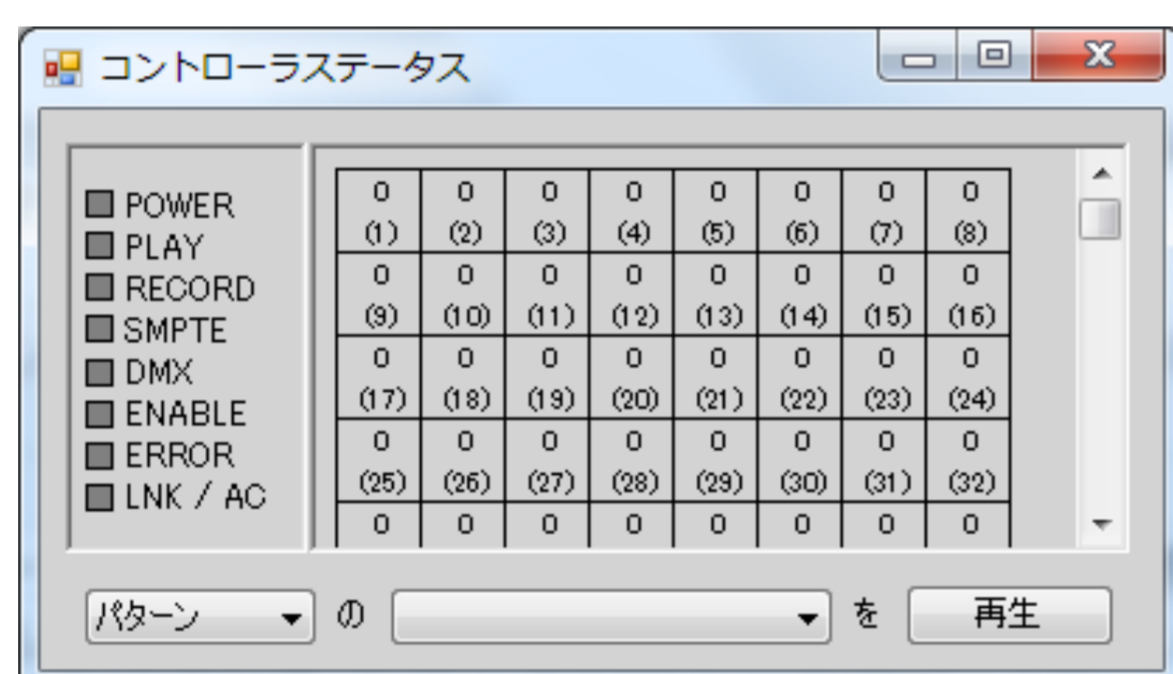 コントローラステータス
POWER
PLAY
RECORD
SMPTE
DMX
ENABLE
ERROR
LNK / AC
0 0 0 0 0 0 0 0
(1) (2) (3) (4) (5) (6) (7) (8)
0 0 0 0 0 0 0 0
(9) (10) (11) (12) (13) (14) (15) (16)
0 0 0 0 0 0 0 0
(17) (18) (19) (20) (21) (22) (23) (24)
0 0 0 0 0 0 0 0
(25) (26) (27) (28) (29) (30) (31) (32)
0 0 0 0 0 0 0 0
パターン の を 再生